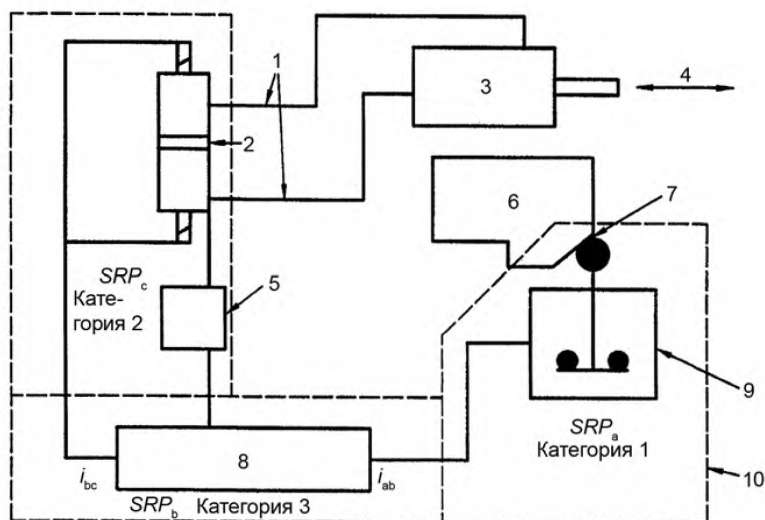 1
3
4
2
6
7
SRPc
Кате-
гория 2
5
9
SRPa
Категория 1
8
ibc
iab
10
SRPb Категория 3